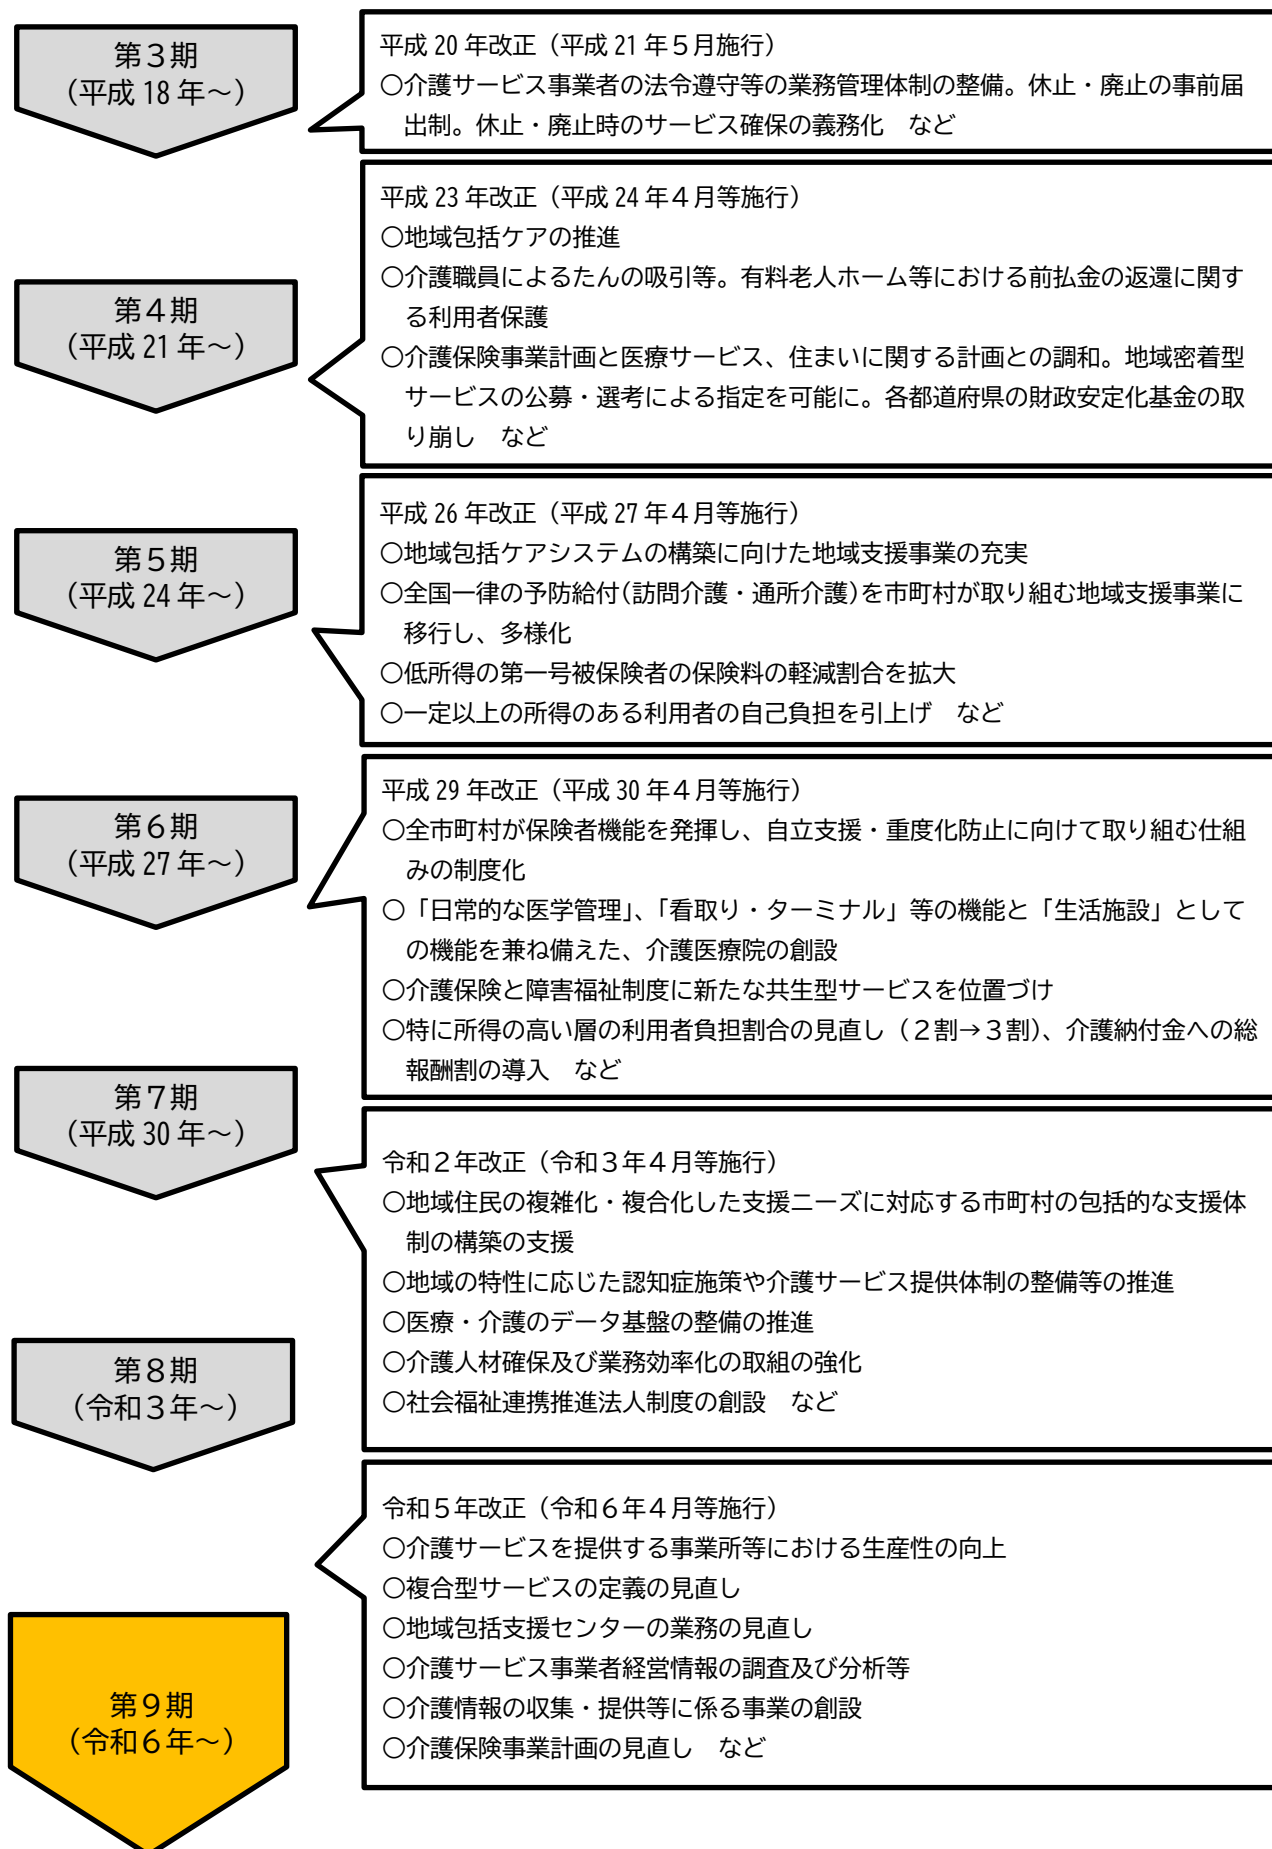 第３期
（平成 18 年～）
平成 20 年改正（平成 21 年５月施行）
○介護サービス事業者の法令遵守等の業務管理体制の整備。休止・廃止の事前届
出制。休止・廃止時のサービス確保の義務化　など
第４期
（平成 21 年～）
平成 23 年改正（平成 24 年４月等施行）
○地域包括ケアの推進
○介護職員によるたんの吸引等。有料老人ホーム等における前払金の返還に関す
る利用者保護
○介護保険事業計画と医療サービス、住まいに関する計画との調和。地域密着型
サービスの公募・選考による指定を可能に。各都道府県の財政安定化基金の取
り崩し　など
第５期
（平成 24 年～）
平成 26 年改正（平成 27 年４月等施行）
○地域包括ケアシステムの構築に向けた地域支援事業の充実
○全国一律の予防給付（訪問介護・通所介護）を市町村が取り組む地域支援事業に
移行し、多様化
○低所得の第一号被保険者の保険料の軽減割合を拡大
○一定以上の所得のある利用者の自己負担を引上げ　など
第６期
（平成 27 年～）
平成 29 年改正（平成 30 年４月等施行）
○全市町村が保険者機能を発揮し、自立支援・重度化防止に向けて取り組む仕組
みの制度化
○「日常的な医学管理」、「看取り・ターミナル」等の機能と「生活施設」として
の機能を兼ね備えた、介護医療院の創設
○介護保険と障害福祉制度に新たな共生型サービスを位置づけ
○特に所得の高い層の利用者負担割合の見直し（２割→３割）、介護納付金への総
報酬割の導入　など
第７期
（平成 30 年～）
令和２年改正（令和３年４月等施行）
○地域住民の複雑化・複合化した支援ニーズに対応する市町村の包括的な支援体
制の構築の支援
○地域の特性に応じた認知症施策や介護サービス提供体制の整備等の推進
○医療・介護のデータ基盤の整備の推進
○介護人材確保及び業務効率化の取組の強化
○社会福祉連携推進法人制度の創設　など
第８期
（令和３年～）
令和５年改正（令和６年４月等施行）
○介護サービスを提供する事業所等における生産性の向上
○複合型サービスの定義の見直し
○地域包括支援センターの業務の見直し
○介護サービス事業者経営情報の調査及び分析等
○介護情報の収集・提供等に係る事業の創設
○介護保険事業計画の見直し　など
第９期
（令和６年～）